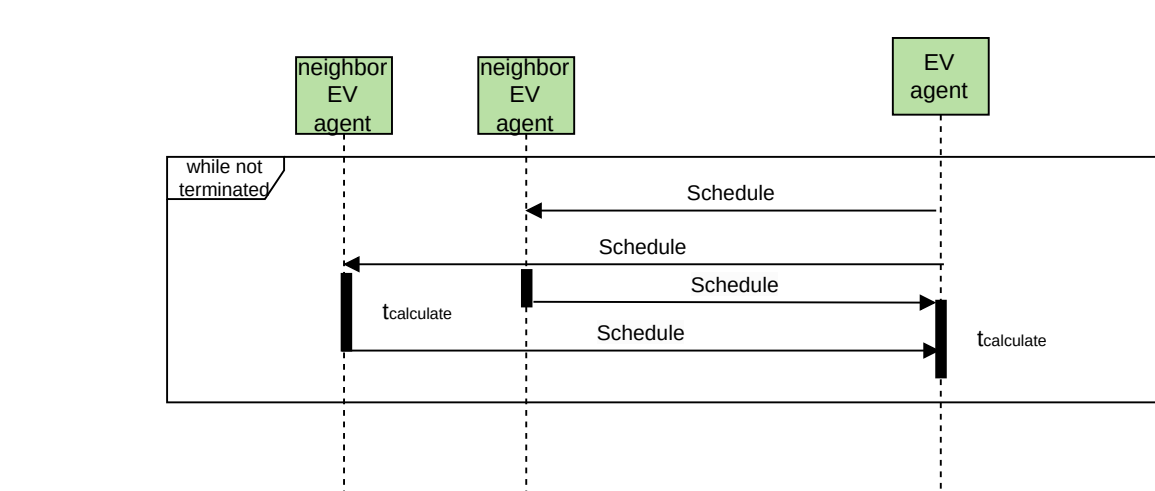 neighbor
EV
agent
neighbor
EV
agent
EV
agent
while not
terminated
Schedule
Schedule
Schedule
tcalculate
Schedule
tcalculate